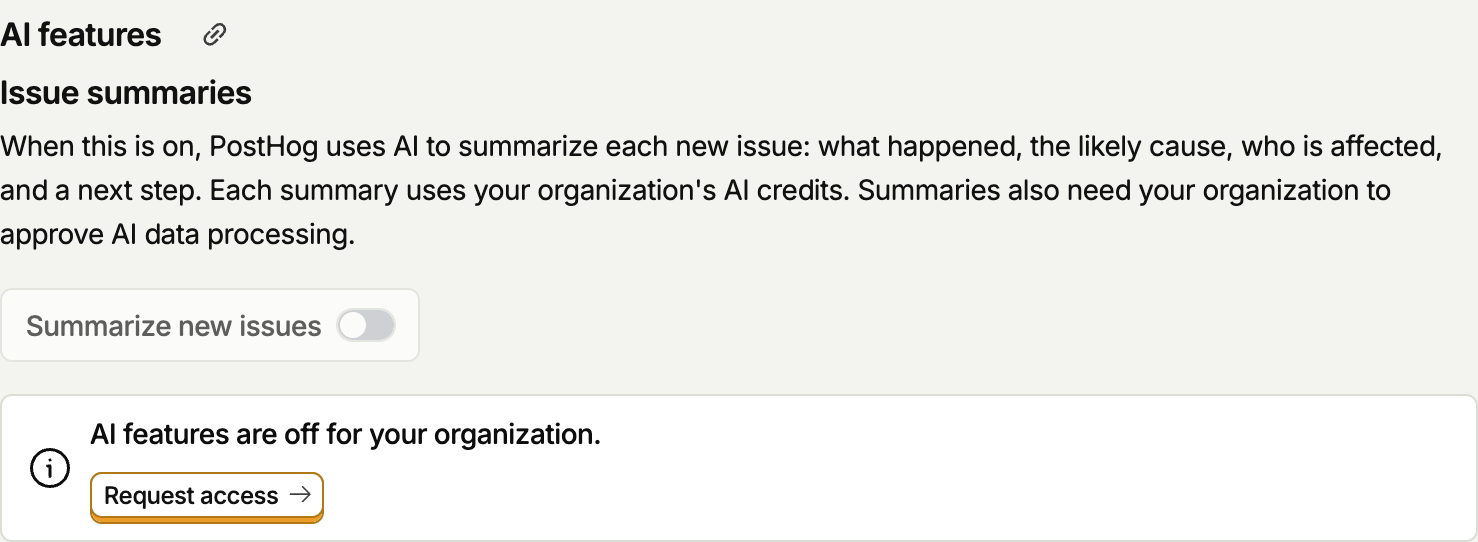 AI features
Issue summaries
When this is on, PostHog uses AI to summarize each new issue: what happened, the likely cause, who is affected,
and a next step. Each summary uses your organization's AI credits. Summaries also need your organization to
approve AI data processing.
Summarize new issues
AI features are off for your organization.
Request access →